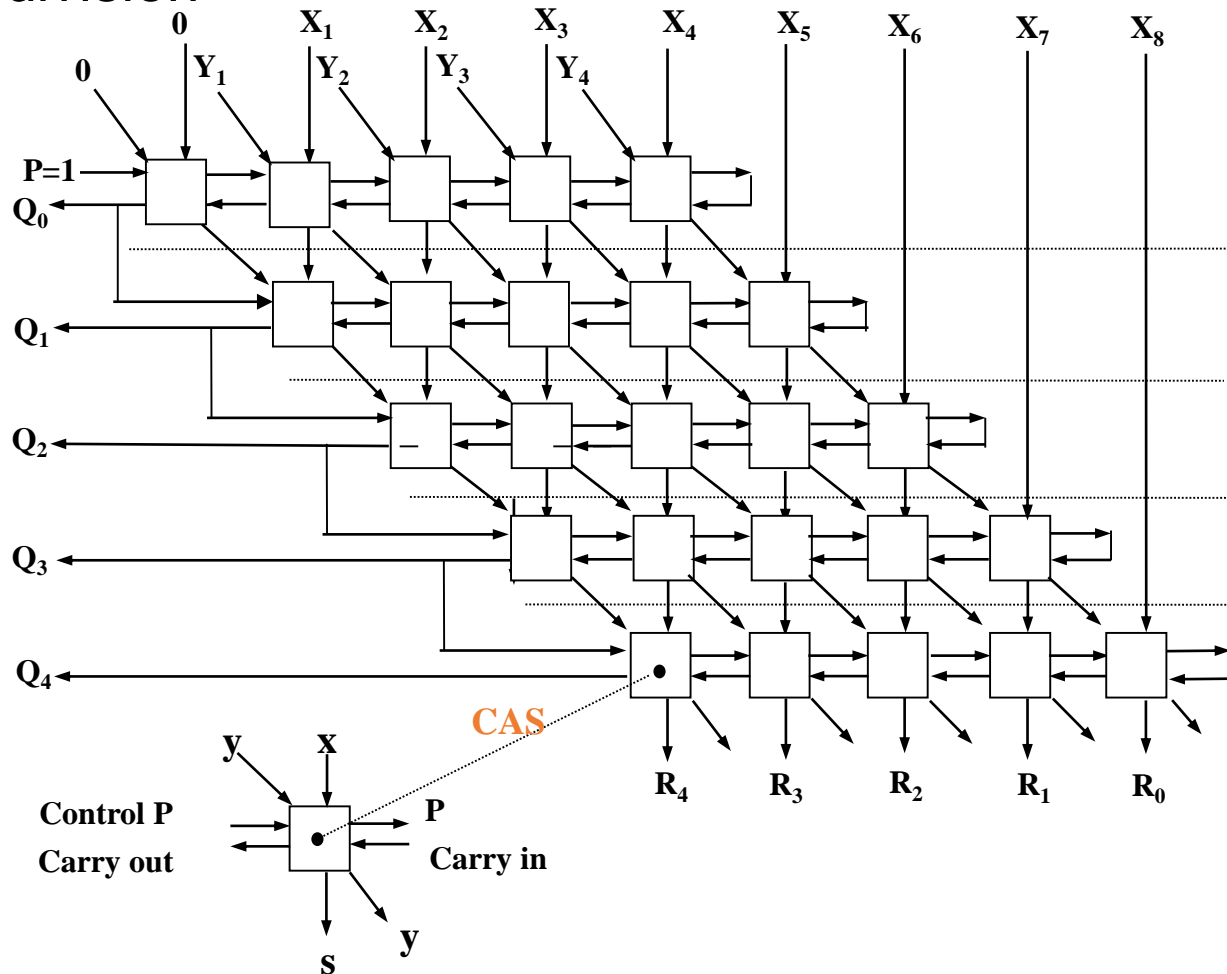 0 X₁ X₂ X₃ X₄ X₅ X₆ X₇ X₈
0 Y₁ Y₂ Y₃ Y₄
P=1
Q₀
Q₁
Q₂
Q₃
Q₄
CAS
R₄ R₃ R₂ R₁ R₀
y x
Control P P
Carry out Carry in
s y